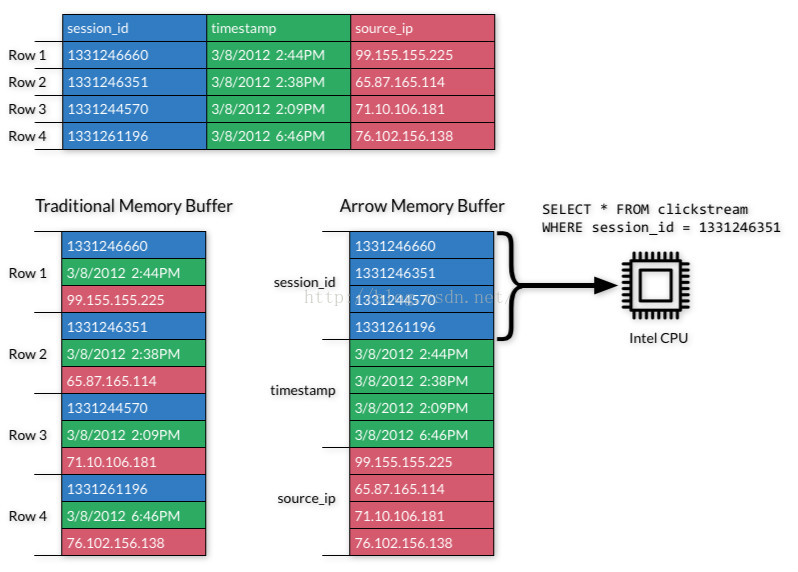 session_id timestamp source_ip
Row 1 1331246660 3/8/2012 2:44PM 99.155.155.225
Row 2 1331246351 3/8/2012 2:38PM 65.87.165.114
Row 3 1331244570 3/8/2012 2:09PM 71.10.106.181
Row 4 1331261196 3/8/2012 6:46PM 76.102.156.138
Traditional Memory Buffer
Row 1
1331246660
3/8/2012 2:44PM
99.155.155.225
Row 2
1331246351
3/8/2012 2:38PM
65.87.165.114
Row 3
1331244570
3/8/2012 2:09PM
71.10.106.181
Row 4
1331261196
3/8/2012 6:46PM
76.102.156.138
Arrow Memory Buffer
session_id
1331246660
1331246351
1331244570
1331261196
timestamp
3/8/2012 2:44PM
3/8/2012 2:38PM
3/8/2012 2:09PM
3/8/2012 6:46PM
source_ip
99.155.155.225
65.87.165.114
71.10.106.181
76.102.156.138
SELECT * FROM clickstream
WHERE session_id = 1331246351
Intel CPU